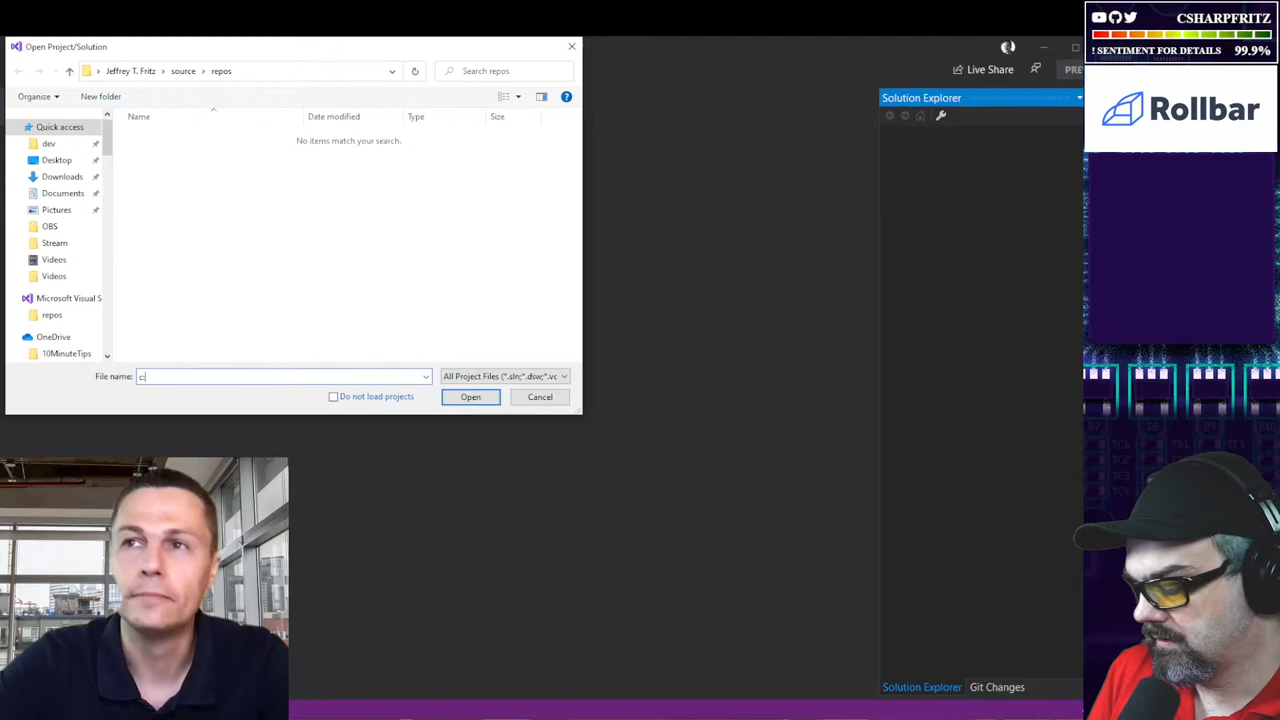 Open Project/Solution
Jeffrey T. Fritz > source > repos
Search repos
Organize
New folder
Name
Date modified
Type
Size
No items match your search.
Quick access
dev
Desktop
Downloads
Documents
Pictures
OBS
Stream
Videos
Videos
Microsoft Visual S
repos
OneDrive
10MinuteTips
File name:
c:
All Project Files (*.sln;*.dsw;*.vc
Do not load projects
Open
Cancel
Live Share
PRE
Solution Explorer
Solution Explorer
Git Changes
CSHARPFRITZ
! SENTIMENT FOR DETAILS 99.9%
Rollbar